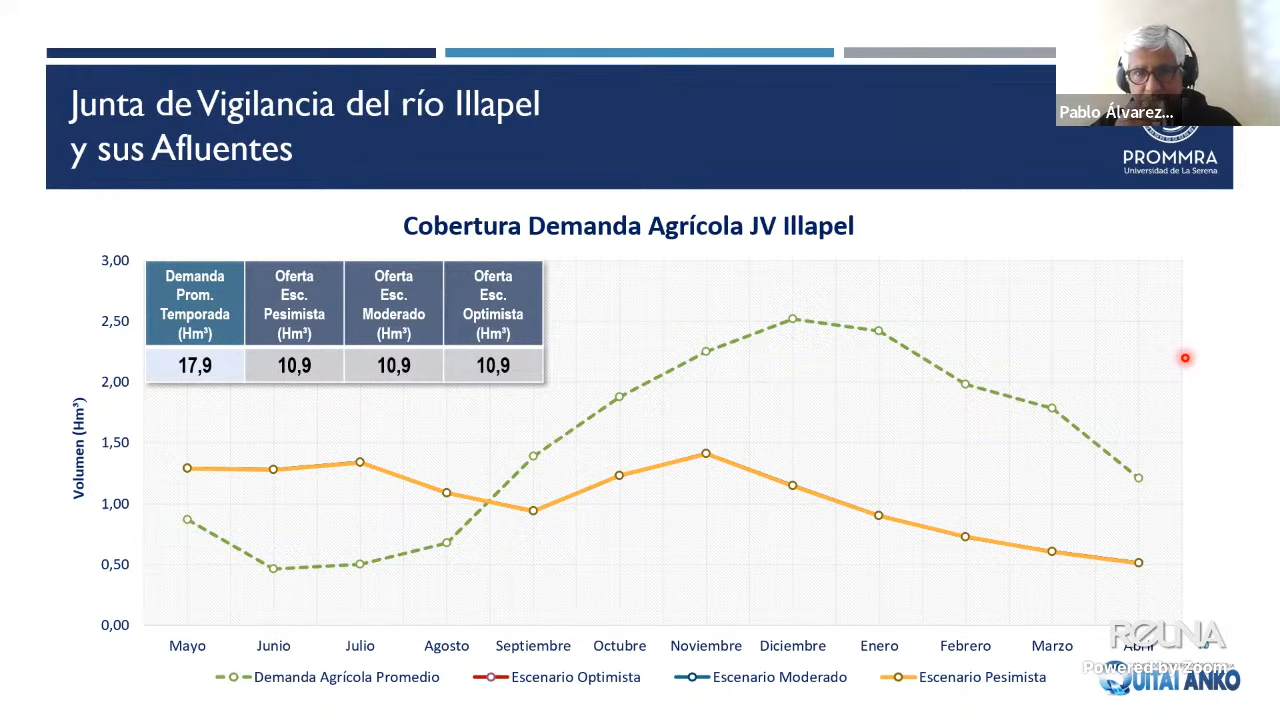 Junta de Vigilancia del río Illapel
y sus Afluentes
Pablo Álvarez...
PROMMRA
Universidad de La Serena
Cobertura Demanda Agrícola JV Illapel
Demanda
Prom.
Temporada
(Hm³)
Oferta
Esc.
Pesimista
(Hm³)
Oferta
Esc.
Moderado
(Hm³)
Oferta
Esc.
Optimista
(Hm³)
17,9
10,9
10,9
10,9
Volumen (Hm³)
3,00
2,50
2,00
1,50
1,00
0,50
0,00
Mayo
Junio
Julio
Agosto
Septiembre
Octubre
Noviembre
Diciembre
Enero
Febrero
Marzo
Abril
Demanda Agrícola Promedio
Escenario Optimista
Escenario Moderado
Escenario Pesimista
REUNA
Powered by Zoom
QUITAI ANKO